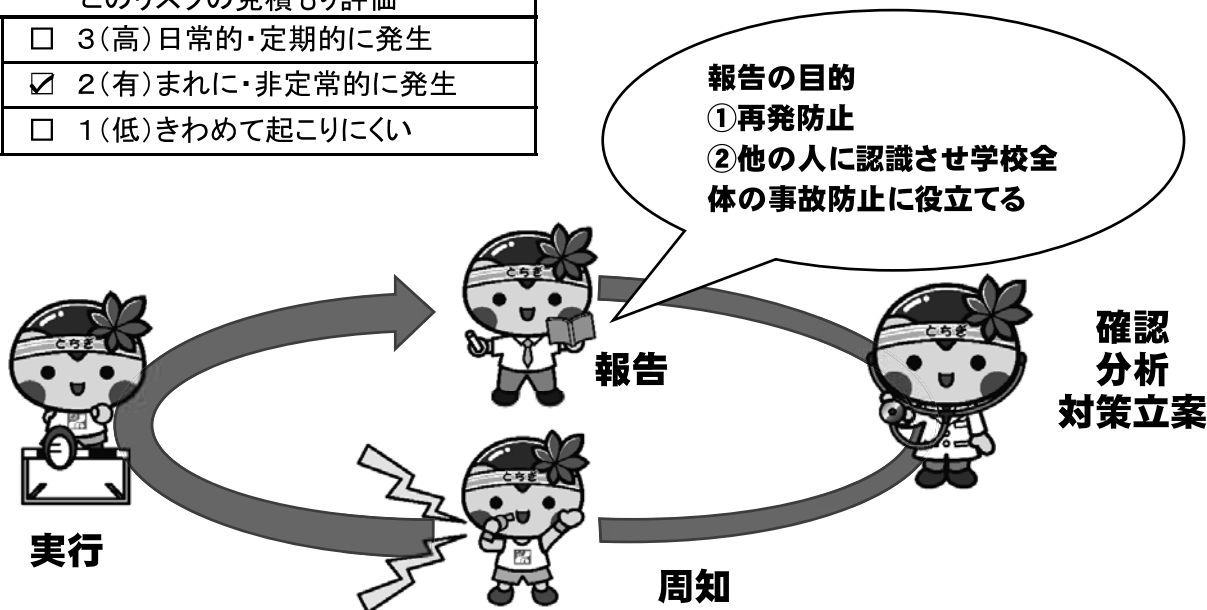 このリスクの見積もり評価
☐ 3(高)日常的・定期的に発生
☑ 2(有)まれに・非定常的に発生
☐ 1(低)きわめて起こりにくい
報告の目的
①再発防止
②他の人に認識させ学校全
体の事故防止に役立てる
とちぎ
報告
とちぎ
確認
分析
対策立案
とちぎ
実行
とちぎ
周知